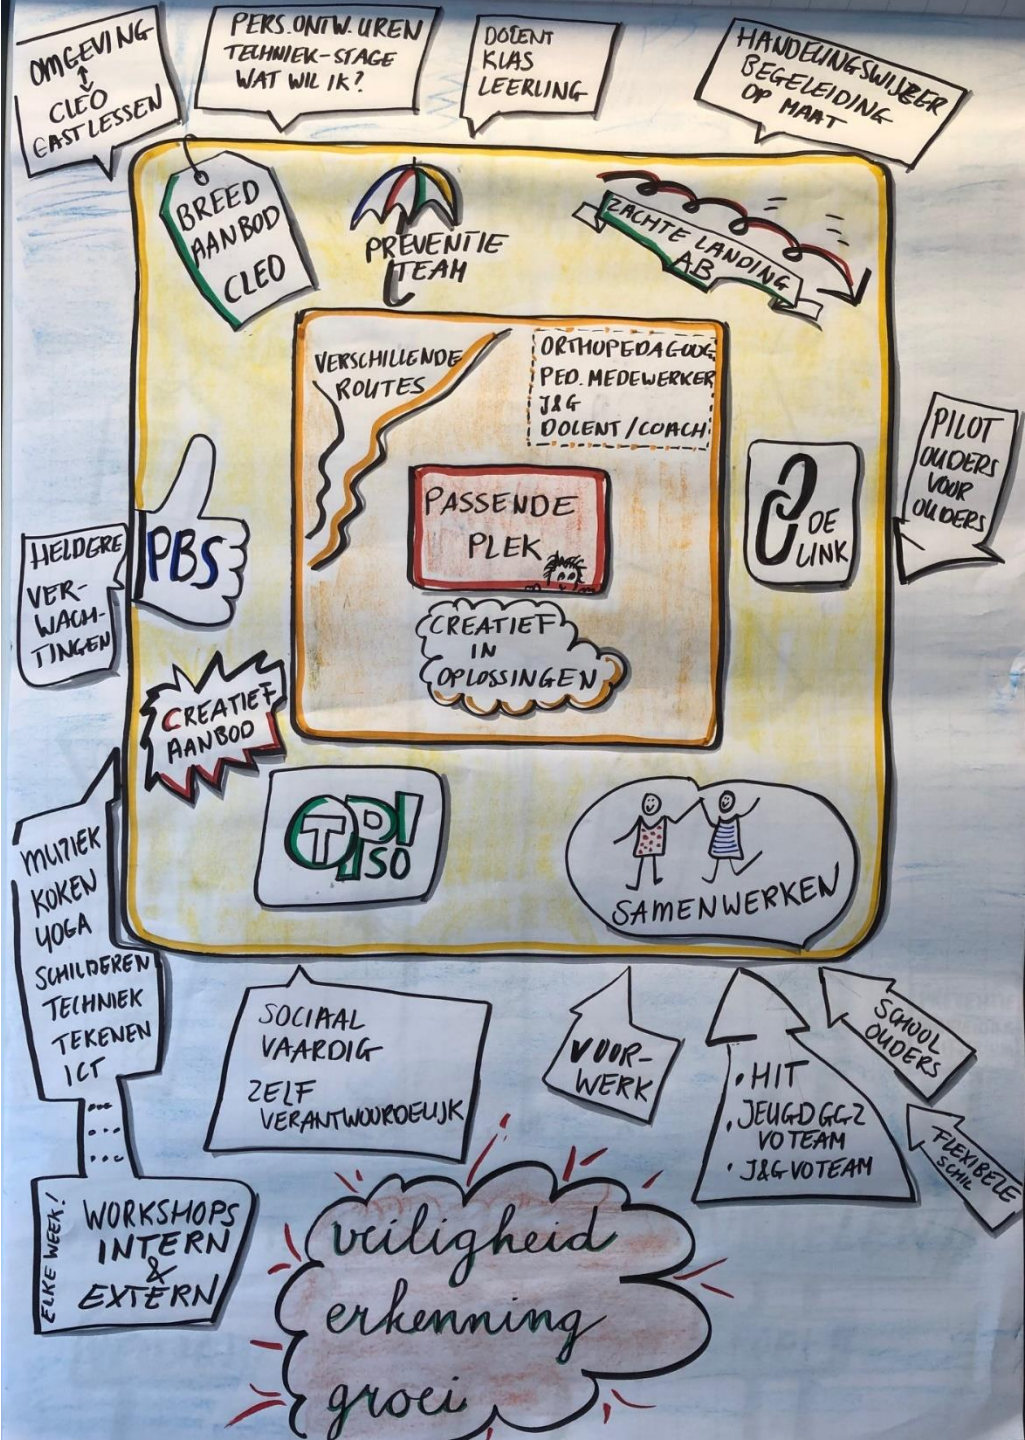 OMGEVING
CLEO
GASTLESSEN
PERS. ONTW. UREN
TECHNIEK-STAGE
WAT WIL IK?
DOCENT
KLAS
LEERLING
HANDELINGSWIJZER
BEGELEIDING
OP MAAT
BREED
AANBOD
CLEO
PREVENTIE
TEAM
ZACHTE LANDING
AB
VERSCHILLENDE
ROUTES
ORTHOPEDAGOOG
PED. MEDEWERKER
J&G
DOCENT/COACH
PASSENDE
PLEK
CREATIEF
IN
OPLOSSINGEN
DE
LINK
PILOT
OUDERS
VOOR
OUDERS
HELDERE
VER-
WACH-
TINGEN
PBS
CREATIEF
AANBOD
TOPI
SO
SAMENWERKEN
MUZIEK
KOKEN
YOGA
SCHILDEREN
TECHNIEK
TEKENEN
ICT
...
...
...
ELKE WEEK!
WORKSHOPS
INTERN
&
EXTERN
SOCIAAL
VAARDIG
ZELF
VERANTWOORDELIJK
VOOR-
WERK
• HIT
• JEUGDGGZ
VO TEAM
• J&G VO TEAM
SCHOOL
OUDERS
FLEXIBELE
SCHIL
veiligheid
erkenning
groei